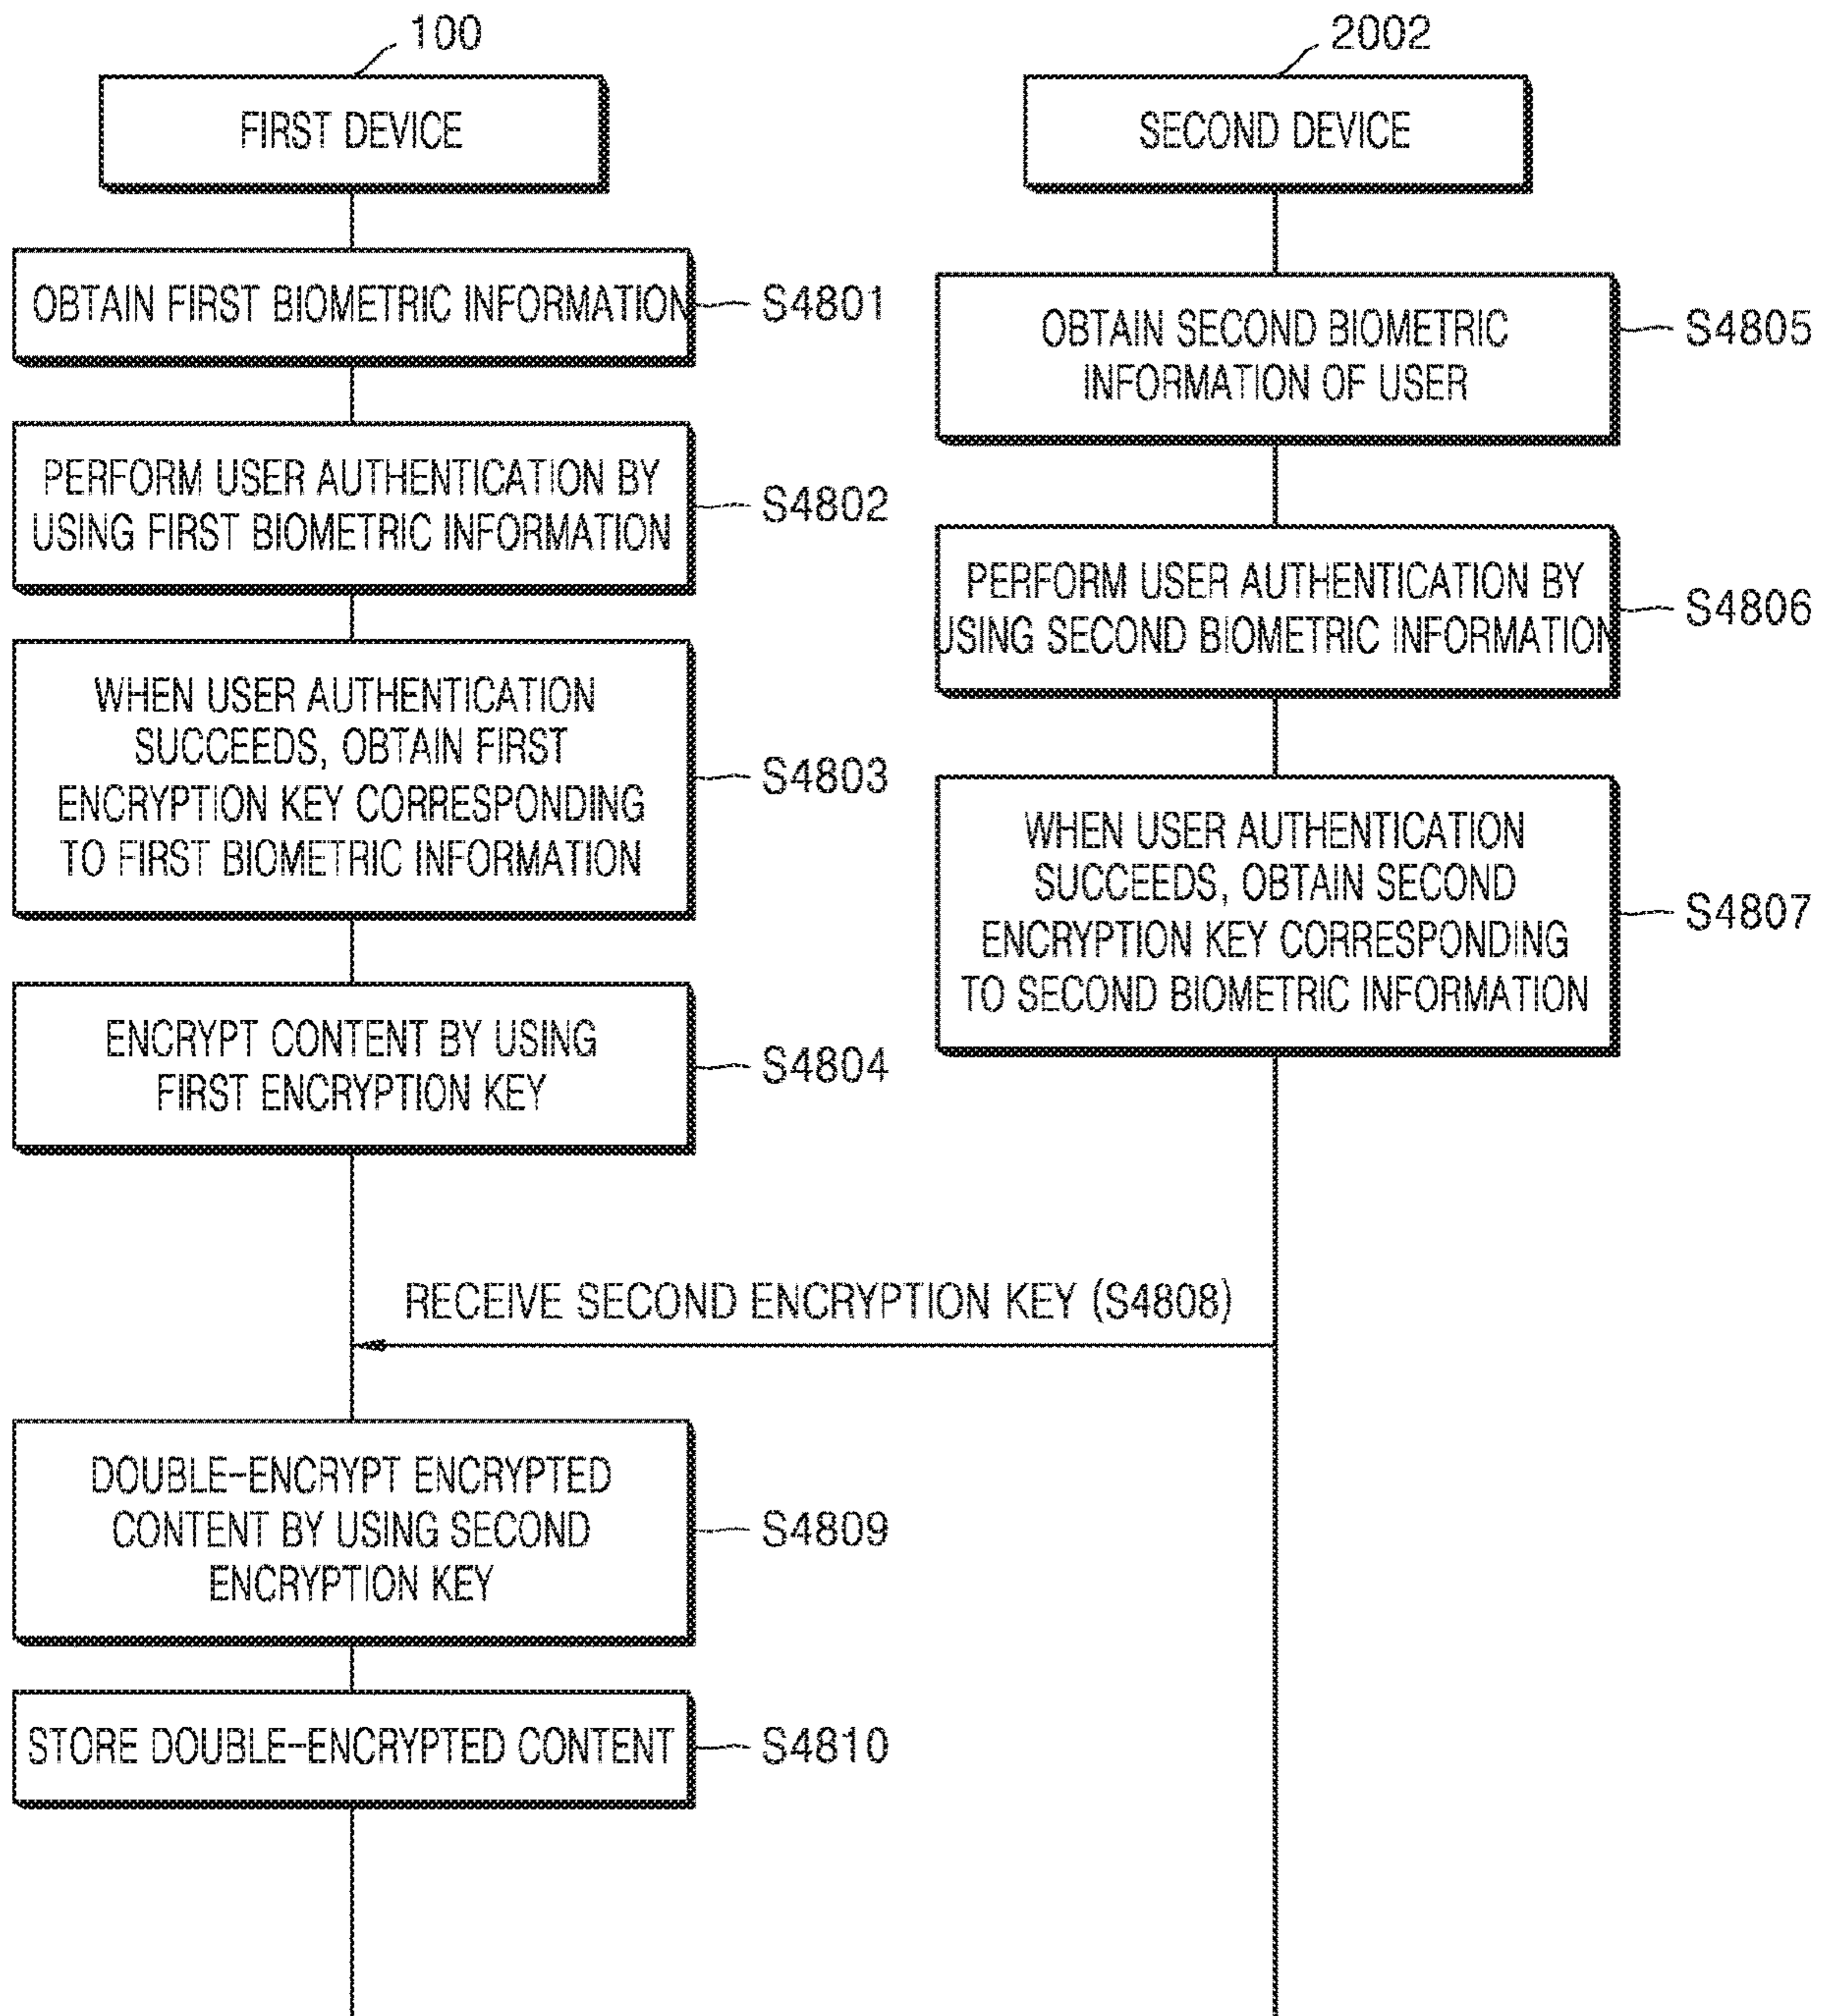 100
FIRST DEVICE
OBTAIN FIRST BIOMETRIC INFORMATION
S4801
PERFORM USER AUTHENTICATION BY
USING FIRST BIOMETRIC INFORMATION
S4802
WHEN USER AUTHENTICATION
SUCCEEDS, OBTAIN FIRST
ENCRYPTION KEY CORRESPONDING
TO FIRST BIOMETRIC INFORMATION
S4803
ENCRYPT CONTENT BY USING
FIRST ENCRYPTION KEY
S4804
2002
SECOND DEVICE
OBTAIN SECOND BIOMETRIC
INFORMATION OF USER
S4805
PERFORM USER AUTHENTICATION BY
USING SECOND BIOMETRIC INFORMATION
S4806
WHEN USER AUTHENTICATION
SUCCEEDS, OBTAIN SECOND
ENCRYPTION KEY CORRESPONDING
TO SECOND BIOMETRIC INFORMATION
S4807
RECEIVE SECOND ENCRYPTION KEY (S4808)
DOUBLE-ENCRYPT ENCRYPTED
CONTENT BY USING SECOND
ENCRYPTION KEY
S4809
STORE DOUBLE-ENCRYPTED CONTENT
S4810